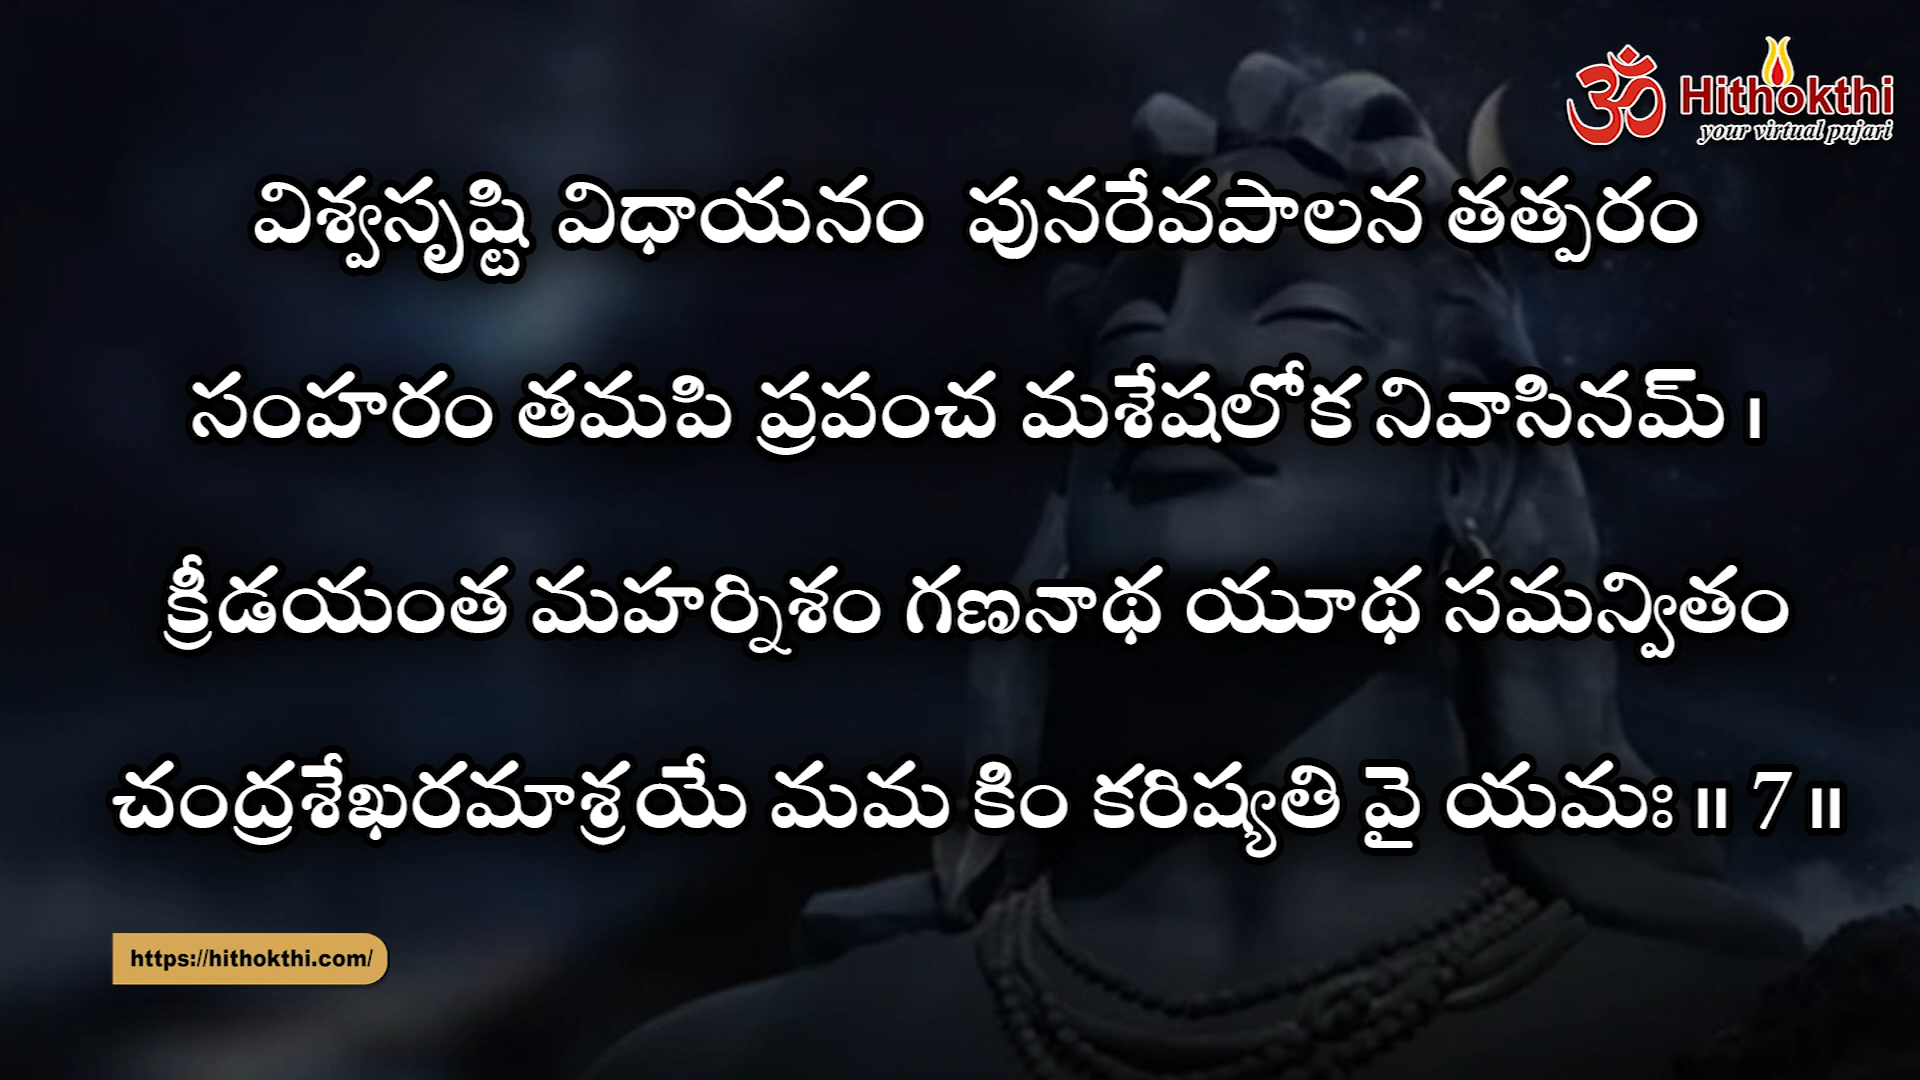 ॐ Hithokthi
your virtual pujari
విశ్వసృష్టి విధాయనం పునరేవపాలన తత్పరం
సంహరం తమపి ప్రపంచ మశేషలోక నివాసినమ్ ।
క్రీడయంత మహర్నిశం గణనాథ యూథ సమన్వితం
చంద్రశేఖరమాశ్రయే మమ కిం కరిష్యతి వై యమః ॥ 7 ॥
https://hithokthi.com/